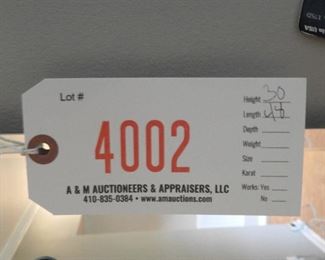 Lot #
4002
A & M AUCTIONEERS & APPRAISERS, LLC
410-835-0384 • www.amauctions.com
Height 30
Length 48
Depth
Weight
Size
Karat
Works: Yes
No